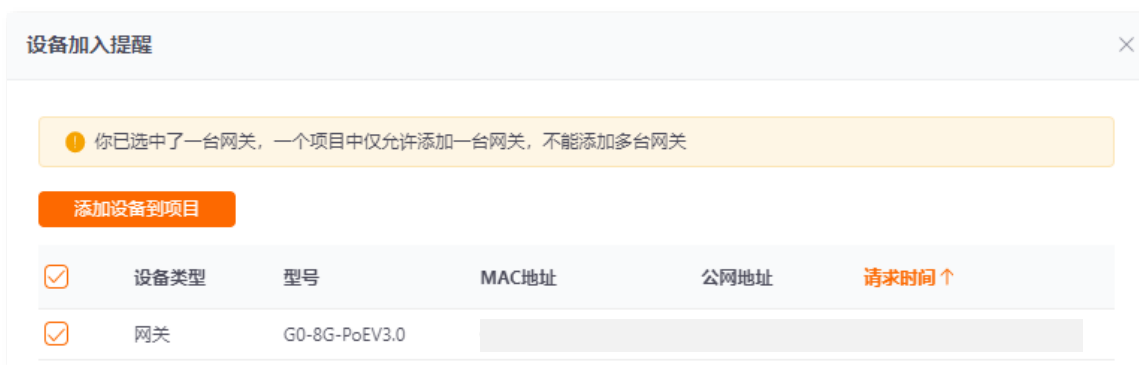 设备加入提醒
你已选中了一台网关，一个项目中仅允许添加一台网关，不能添加多台网关
添加设备到项目
设备类型 型号 MAC地址 公网地址 请求时间↑
网关 G0-8G-PoEV3.0